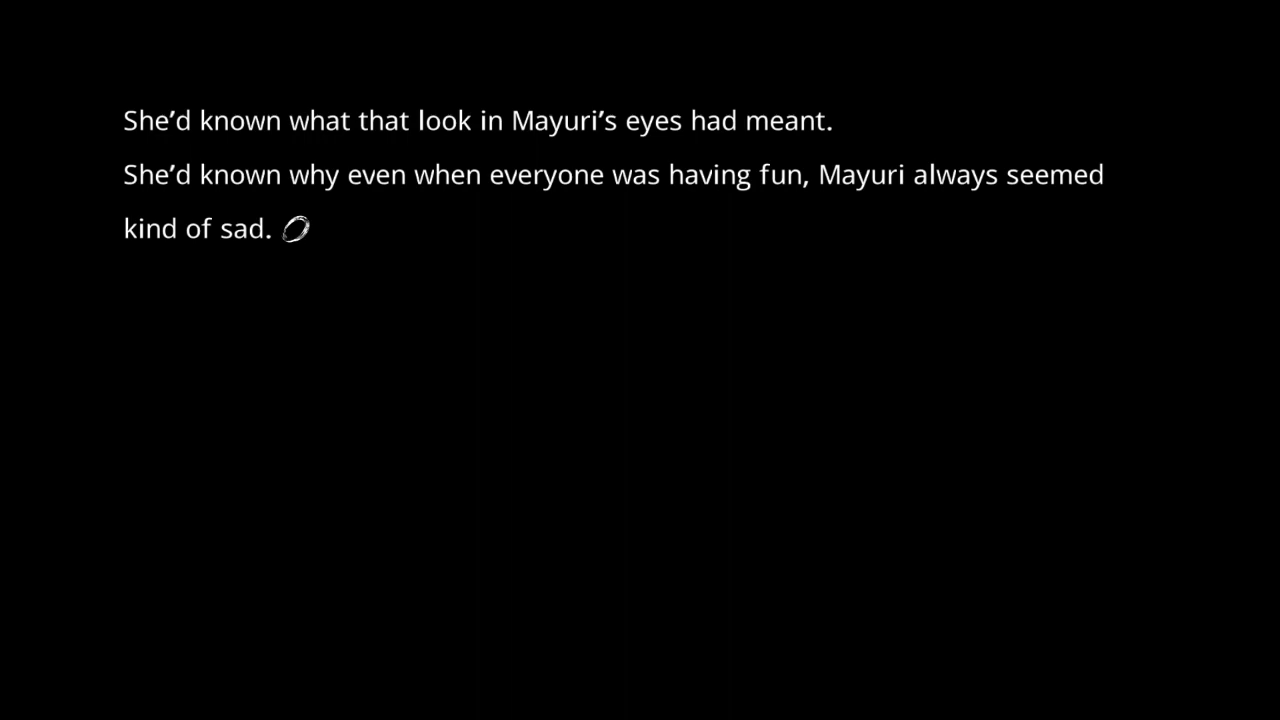 She’d known what that look in Mayuri’s eyes had meant.
She’d known why even when everyone was having fun, Mayuri always seemed
kind of sad.